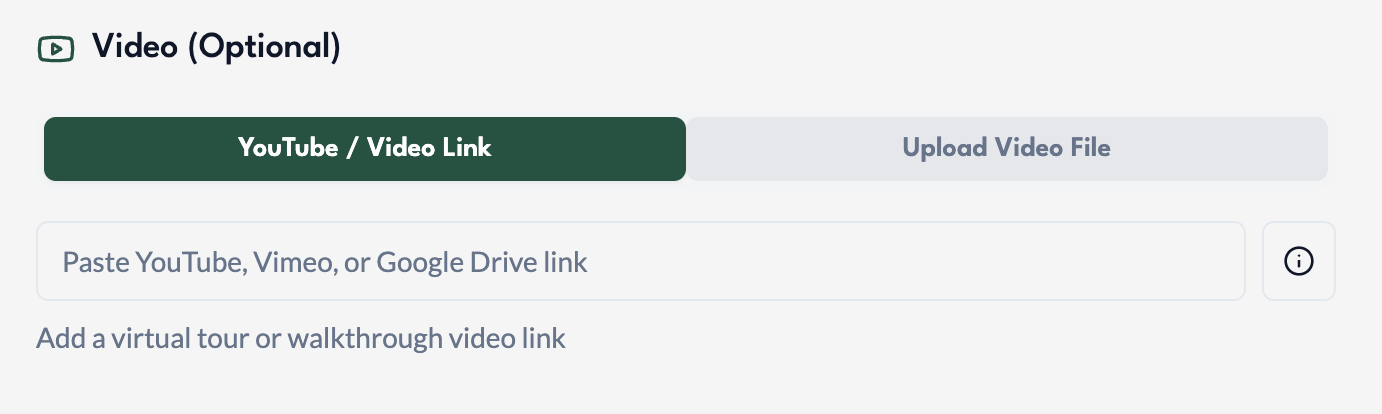 Video (Optional)
YouTube / Video Link
Upload Video File
Paste YouTube, Vimeo, or Google Drive link
Add a virtual tour or walkthrough video link